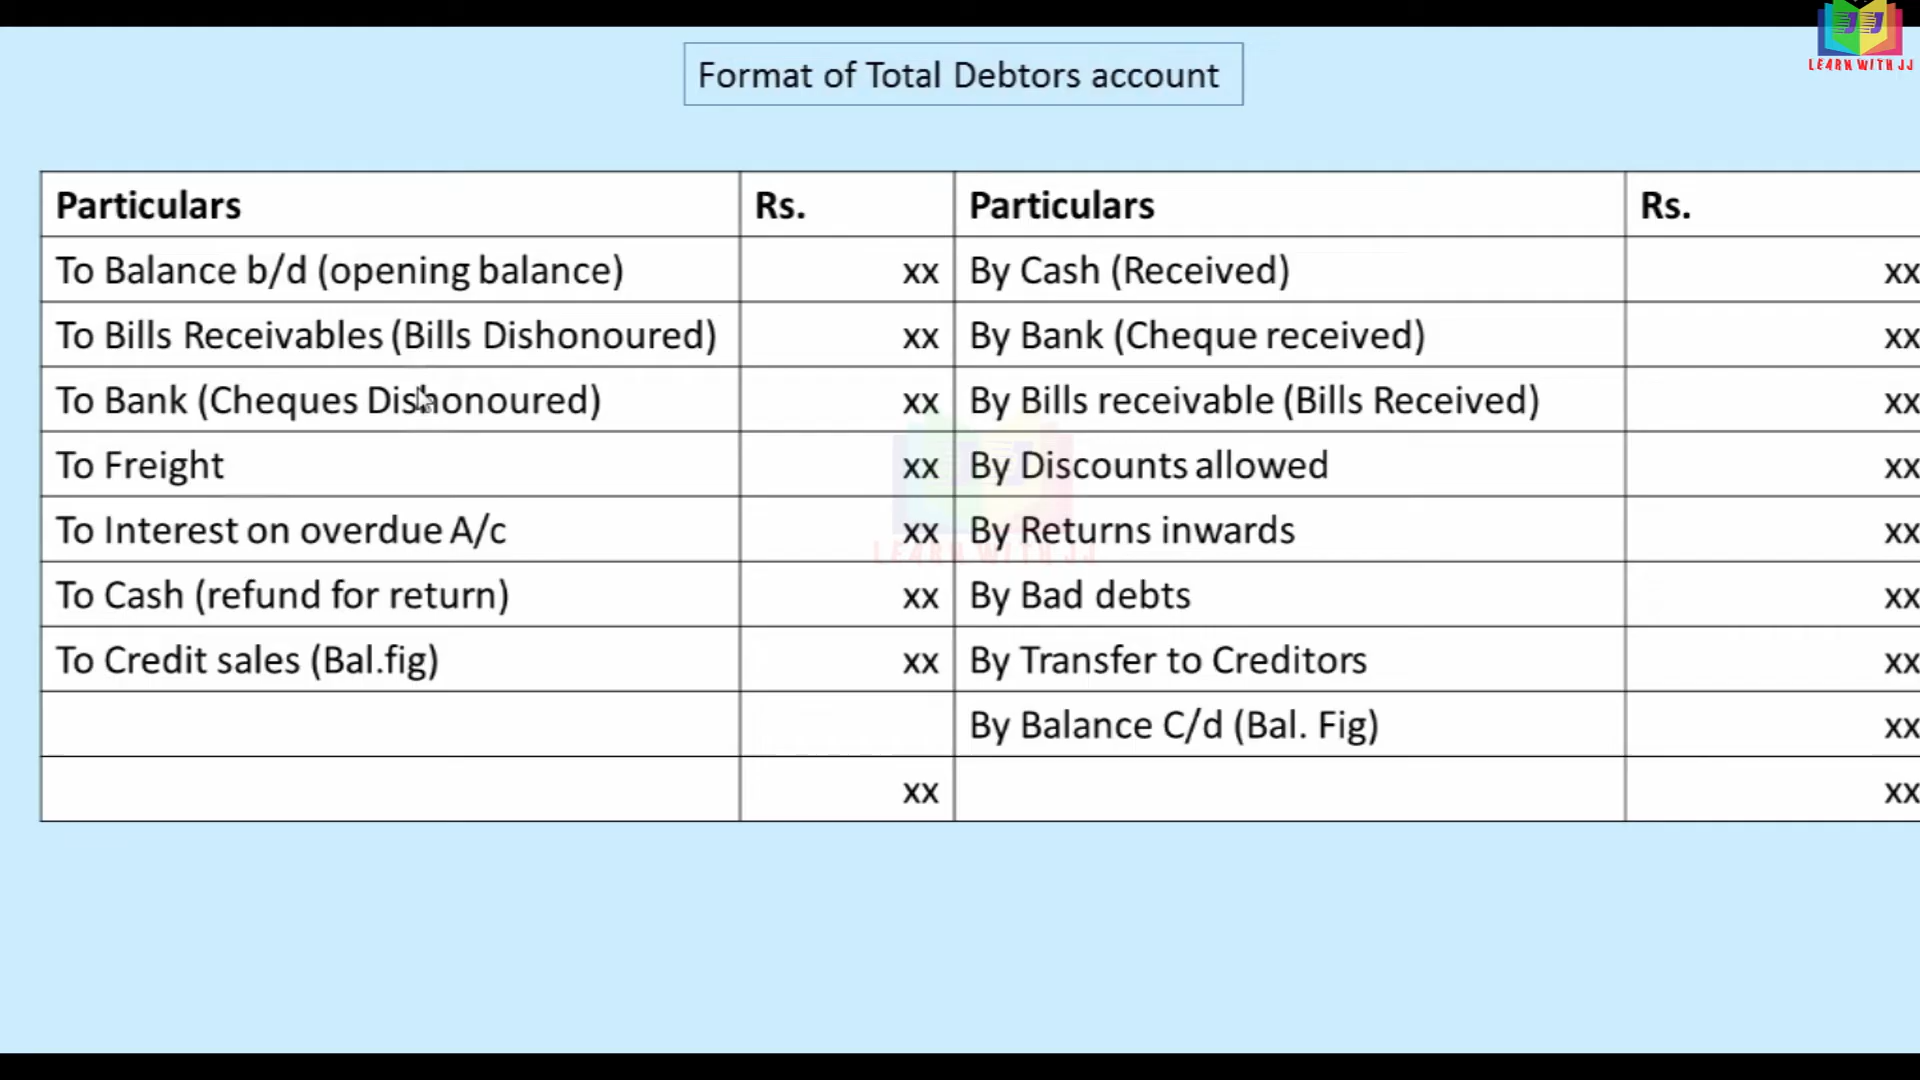 LEARN WITH JJ
Format of Total Debtors account
Particulars Rs. Particulars Rs.
To Balance b/d (opening balance) xx By Cash (Received) xx
To Bills Receivables (Bills Dishonoured) xx By Bank (Cheque received) xx
To Bank (Cheques Dishonoured) xx By Bills receivable (Bills Received) xx
To Freight xx By Discounts allowed xx
To Interest on overdue A/c xx By Returns inwards xx
LEARN WITH JJ
To Cash (refund for return) xx By Bad debts xx
To Credit sales (Bal.fig) xx By Transfer to Creditors xx
By Balance C/d (Bal. Fig) xx
xx xx